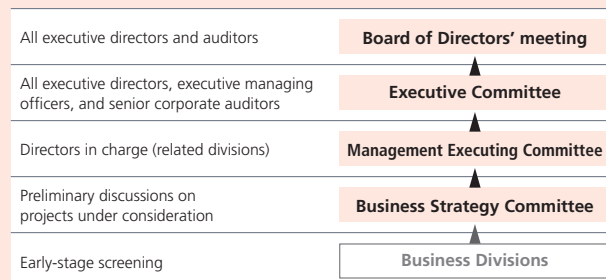 All executive directors and auditors
Board of Directors’ meeting
All executive directors, executive managing
officers, and senior corporate auditors
Executive Committee
Directors in charge (related divisions)
Management Executing Committee
Preliminary discussions on
projects under consideration
Business Strategy Committee
Early-stage screening
Business Divisions